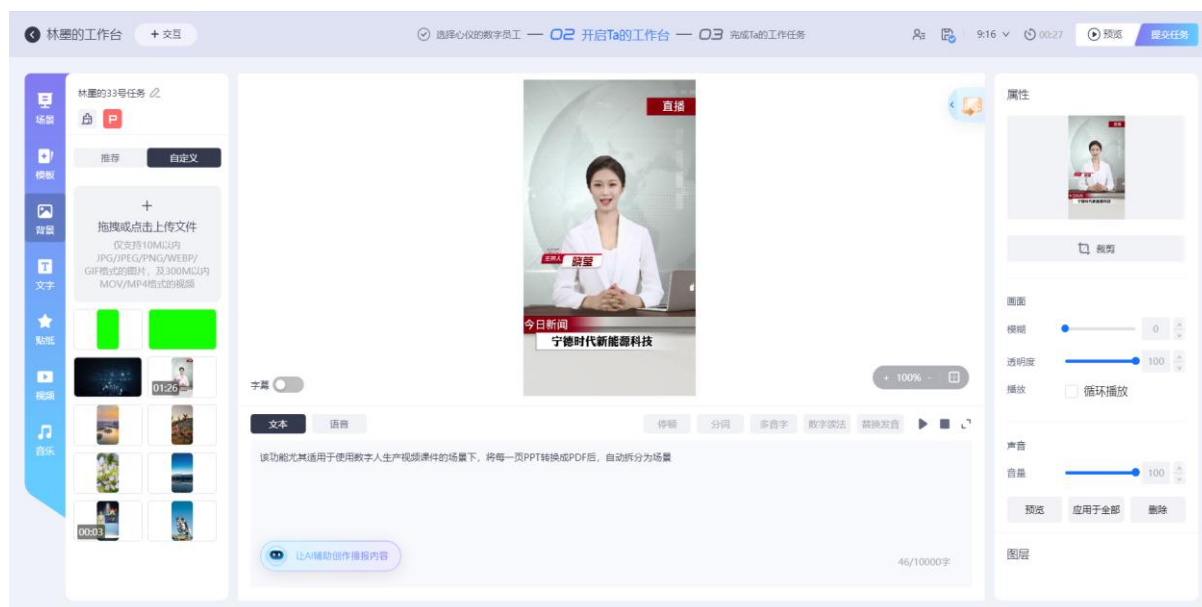 林墨的工作台
+ 交互
选择心仪的数字员工 — 02 开启Ta的工作台 — 03 完成Ta的工作任务
9:16
00:27
预览
提交任务
场景
模板
背景
文字
贴纸
视频
音乐
林墨的33号任务
P
推荐
自定义
+
拖拽或点击上传文件
仅支持10M以内
JPG/JPEG/PNG/WEBP/
GIF格式的图片，及300M以内
MOV/MP4格式的视频
01:26
00:03
直播
主持人
晓莹
今日新闻
宁德时代新能源科技
字幕
+ 100% -
文本
语音
停顿
分词
多音字
数字读法
替换发音
该功能尤其适用于使用数字人生产视频课件的场景下，将每一页PPT转换成PDF后，自动拆分为场景
让AI辅助创作播报内容
46/10000字
属性
裁剪
画面
模糊
0
透明度
100
播放
循环播放
声音
音量
100
预览
应用于全部
删除
图层